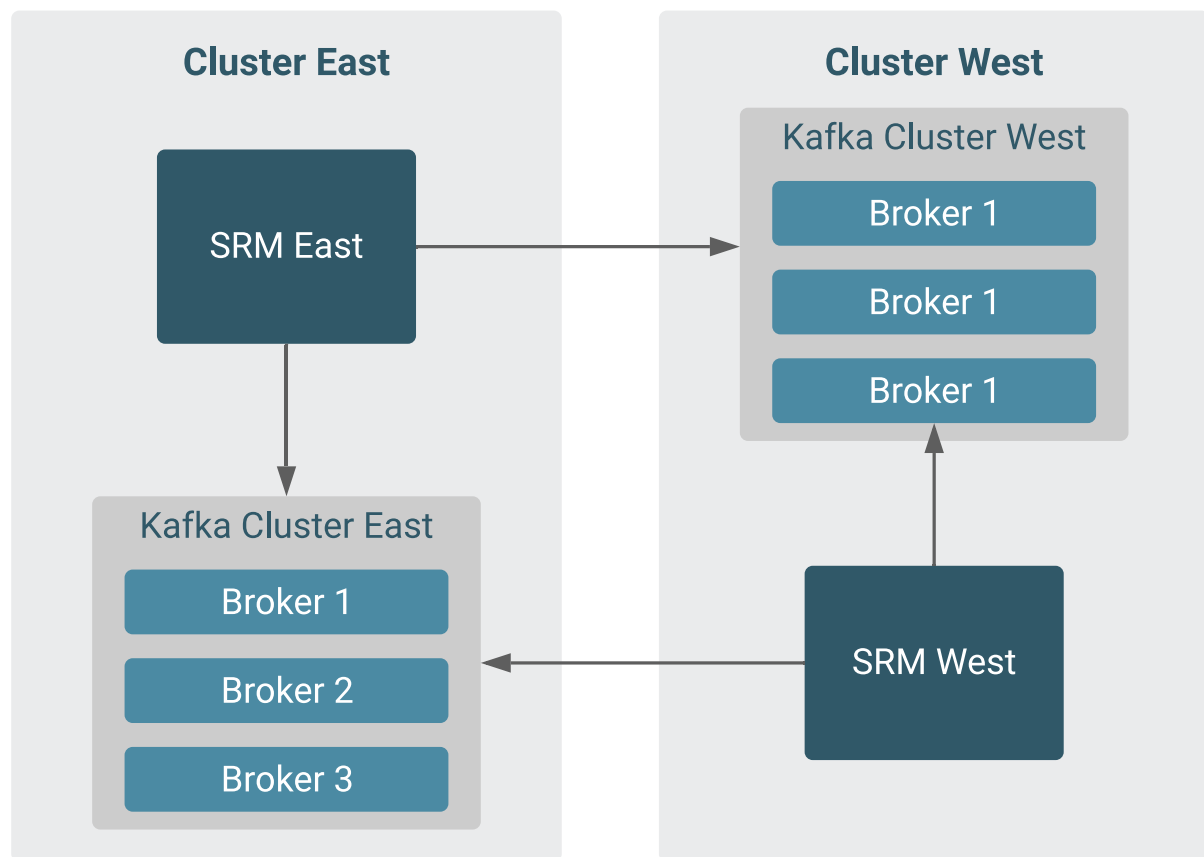 Cluster East
SRM East
Kafka Cluster East
Broker 1
Broker 2
Broker 3
Cluster West
Kafka Cluster West
Broker 1
Broker 1
Broker 1
SRM West